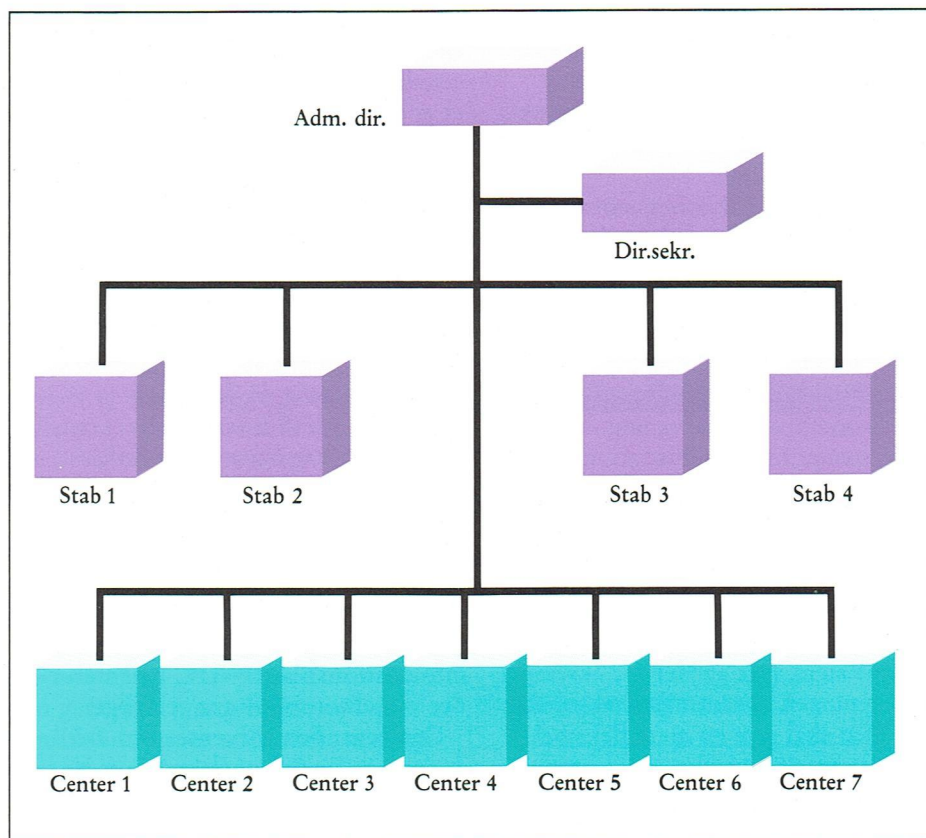 Adm. dir.
Dir.sekr.
Stab 1
Stab 2
Stab 3
Stab 4
Center 1
Center 2
Center 3
Center 4
Center 5
Center 6
Center 7